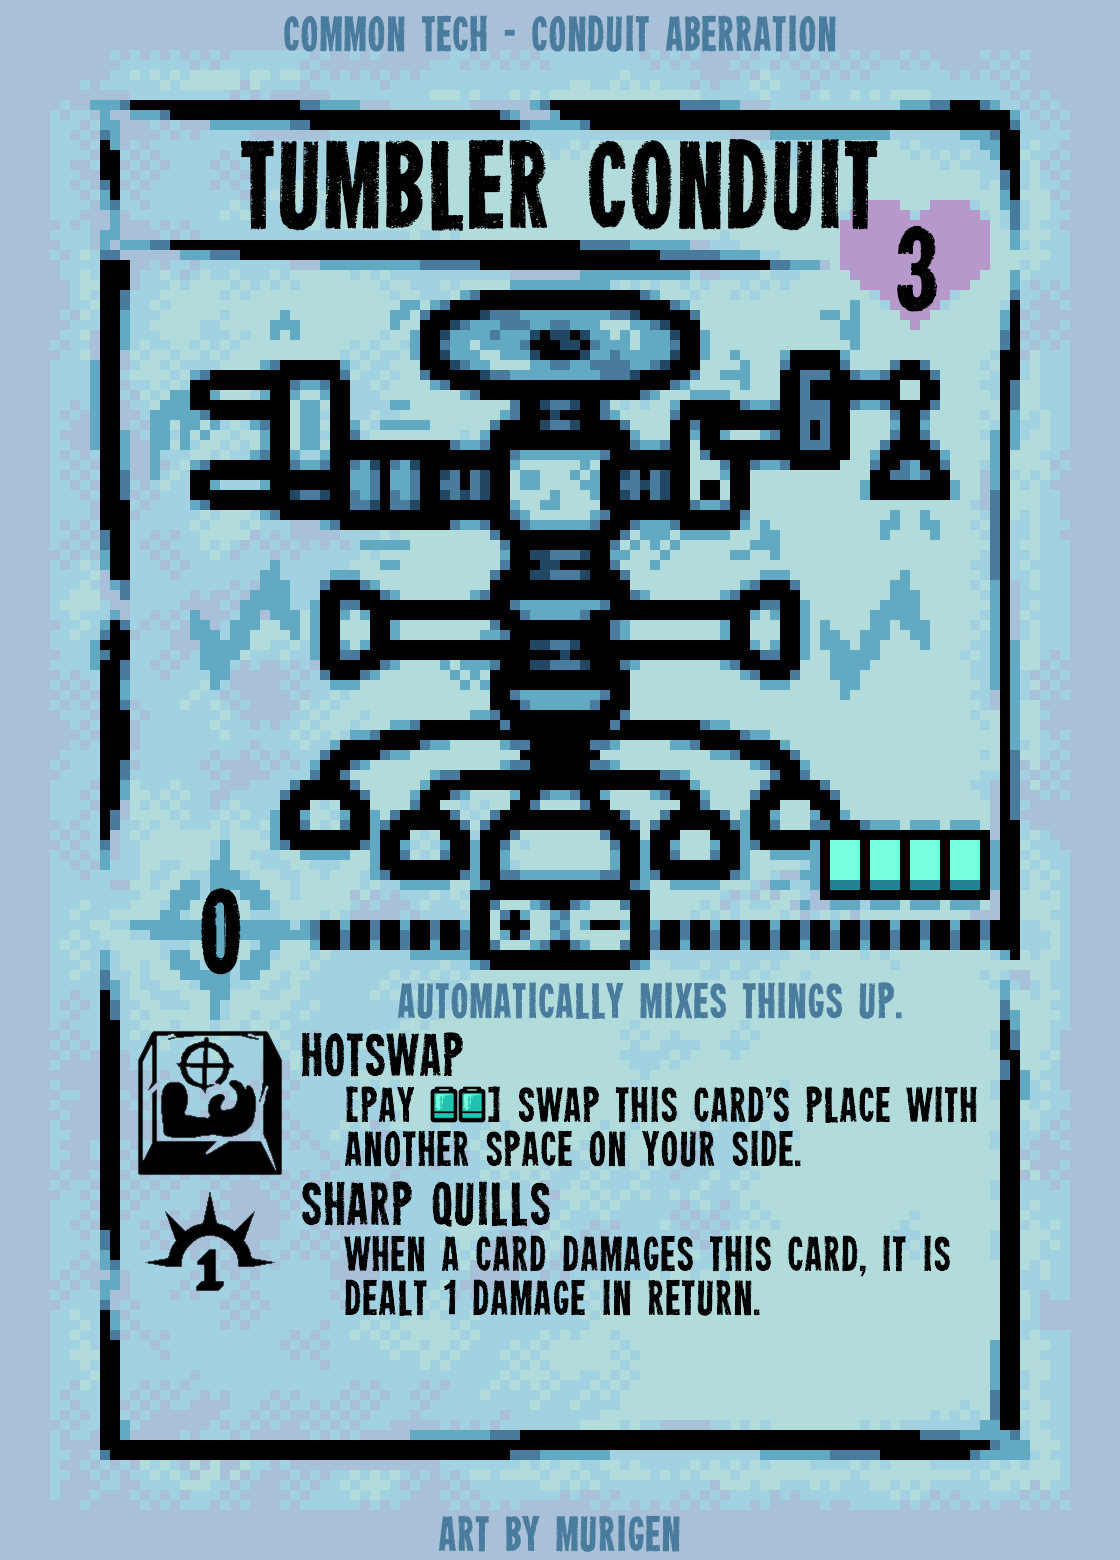 COMMON TECH - CONDUIT ABERRATION
TUMBLER CONDUIT
3
0
AUTOMATICALLY MIXES THINGS UP.
HOTSWAP
[PAY ] SWAP THIS CARD'S PLACE WITH
ANOTHER SPACE ON YOUR SIDE.
SHARP QUILLS
1
WHEN A CARD DAMAGES THIS CARD, IT IS
DEALT 1 DAMAGE IN RETURN.
ART BY MURIGEN